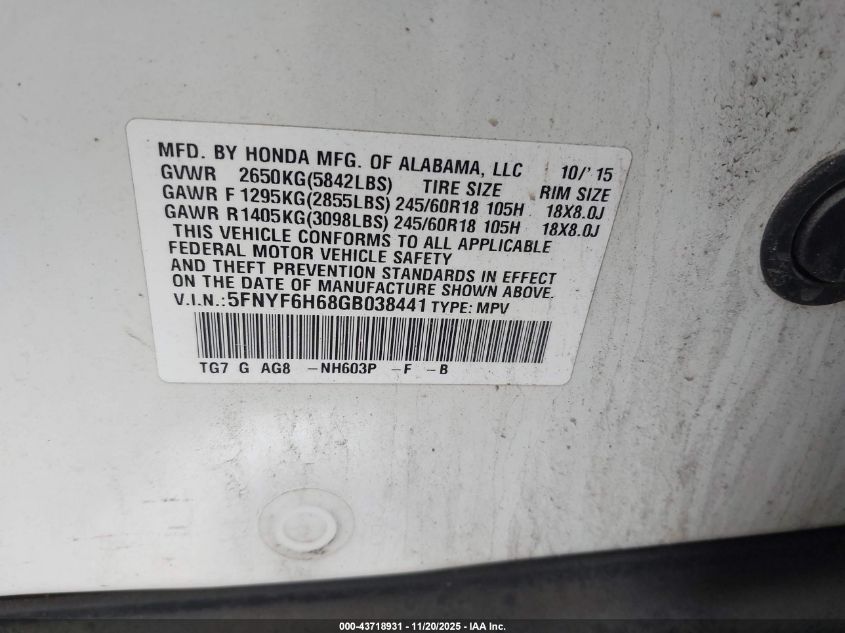 MFD. BY HONDA MFG. OF ALABAMA, LLC 10/'15
GVWR 2650KG(5842LBS) TIRE SIZE RIM SIZE
GAWR F 1295KG(2855LBS) 245/60R18 105H 18X8.0J
GAWR R1405KG(3098LBS) 245/60R18 105H 18X8.0J
THIS VEHICLE CONFORMS TO ALL APPLICABLE
FEDERAL MOTOR VEHICLE SAFETY
AND THEFT PREVENTION STANDARDS IN EFFECT
ON THE DATE OF MANUFACTURE SHOWN ABOVE.
V.I.N.:5FNYF6H68GB038441 TYPE: MPV
TG7 G AG8 -NH603P -F -B
000-43718931 - 11/20/2025 - IAA Inc.